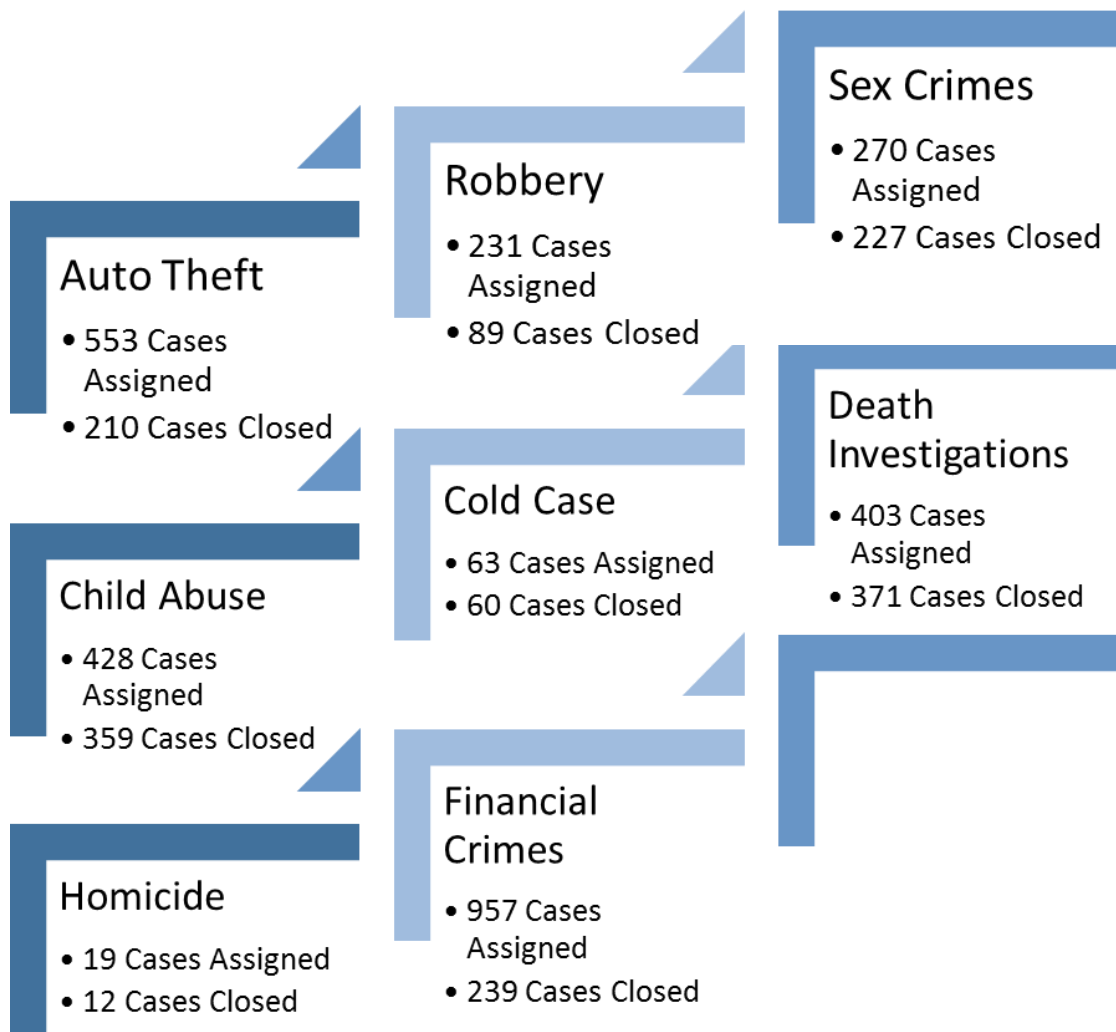 Auto Theft
• 553 Cases
Assigned
• 210 Cases Closed
Robbery
• 231 Cases
Assigned
• 89 Cases Closed
Sex Crimes
• 270 Cases
Assigned
• 227 Cases Closed
Child Abuse
• 428 Cases
Assigned
• 359 Cases Closed
Cold Case
• 63 Cases Assigned
• 60 Cases Closed
Death
Investigations
• 403 Cases
Assigned
• 371 Cases Closed
Homicide
• 19 Cases Assigned
• 12 Cases Closed
Financial
Crimes
• 957 Cases
Assigned
• 239 Cases Closed